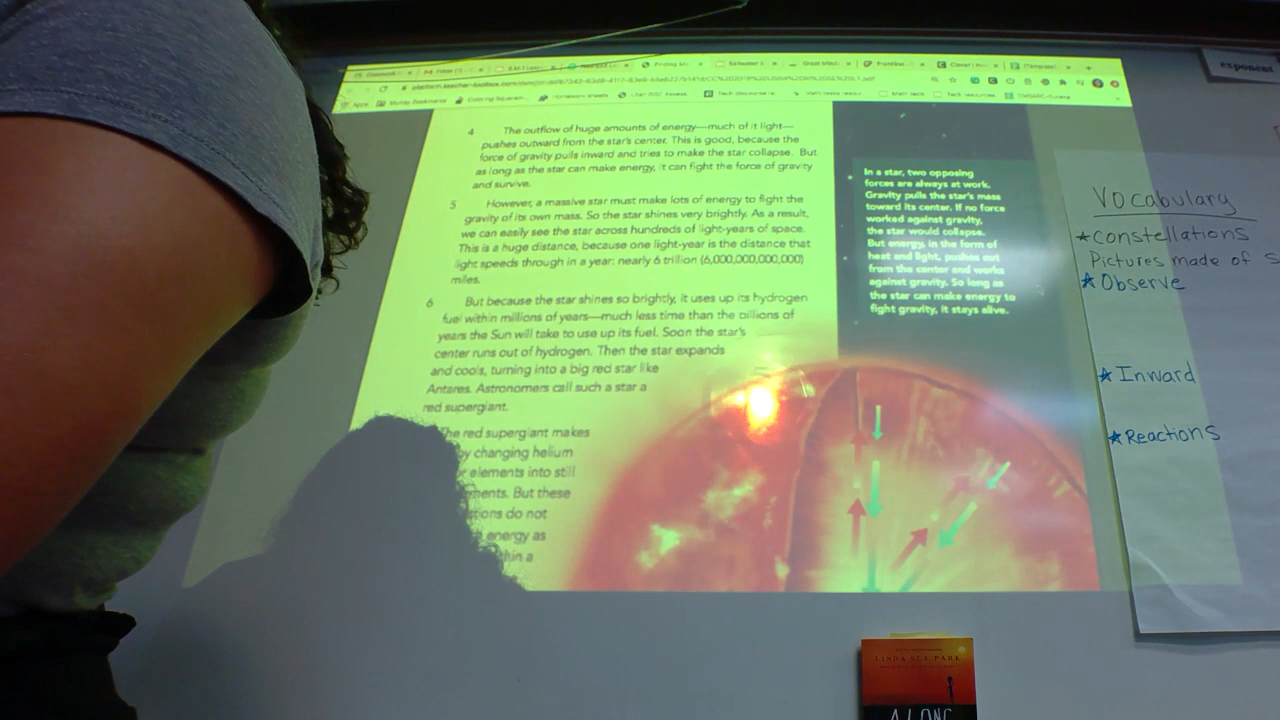 4 The outflow of huge amounts of energy—much of it light—
pushes outward from the star's center. This is good, because the
force of gravity pulls inward and tries to make the star collapse. But
as long as the star can make energy, it can fight the force of gravity
and survive.
5 However, a massive star must make lots of energy to fight the
gravity of its own mass. So the star shines very brightly. As a result,
we can easily see the star across hundreds of light-years of space.
This is a huge distance, because one light-year is the distance that
light speeds through in a year: nearly 6 trillion (6,000,000,000,000)
miles.
6 But because the star shines so brightly, it uses up its hydrogen
fuel within millions of years—much less time than the billions of
years the Sun will take to use up its fuel. Soon the star's
center runs out of hydrogen. Then the star expands
and cools, turning into a big red star like
Antares. Astronomers call such a star a
red supergiant.
The red supergiant makes
by changing helium
elements into still
ments. But these
tions do not
energy as
thin a
In a star, two opposing
forces are always at work.
Gravity pulls the star's mass
toward its center. If no force
worked against gravity,
the star would collapse.
But energy, in the form of
heat and light, pushes out
from the center and works
against gravity. So long as
the star can make energy to
fight gravity, it stays alive.
exponent
Vocabulary
*Constellations
Pictures made of s
*Observe
*Inward
*Reactions
LINDA SUE PARK
A LONG